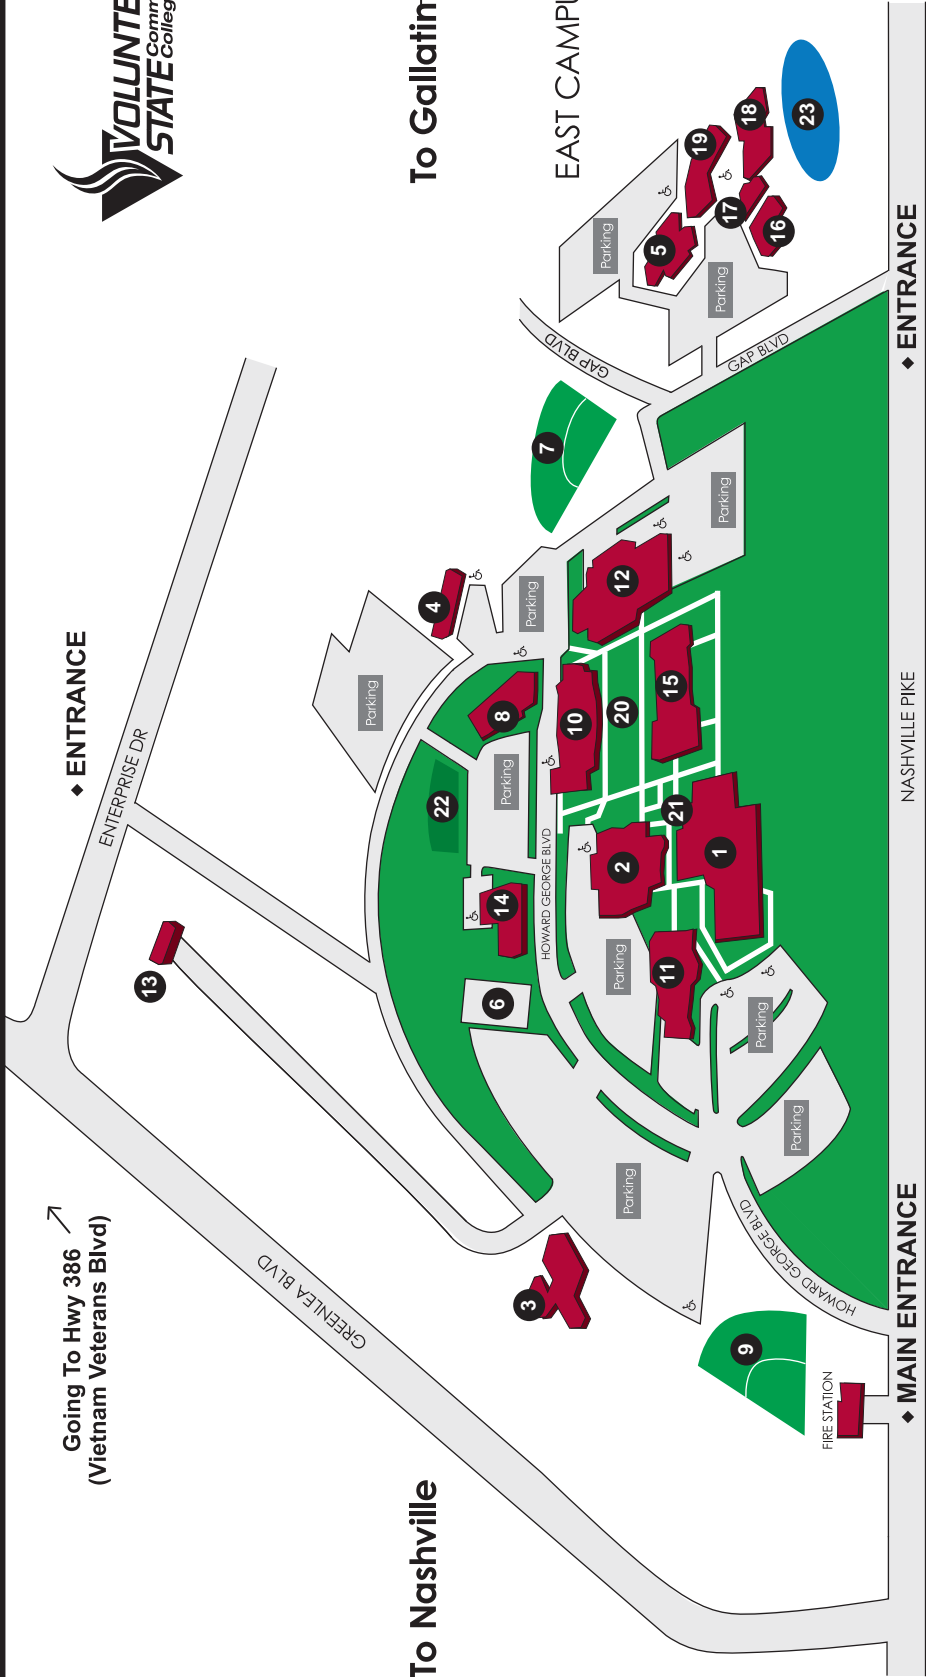 VOLUNTE
STATE
Comm
Colleg
To Gallatin
EAST CAMPU
ENTRANCE
ENTERPRISE DR
Going To Hwy 386
(Vietnam Veterans Blvd)
GREENLEA BLVD
To Nashville
13
4
Parking
22
8
Parking
Parking
14
6
HOWARD GEORGE BLVD
10
20
12
15
2
21
1
11
Parking
Parking
Parking
Parking
Parking
3
HOWARD GEORGE BLVD
9
FIRE STATION
7
GAP BLVD
GAP BLVD
Parking
Parking
5
19
18
17
16
23
NASHVILLE PIKE
MAIN ENTRANCE
ENTRANCE